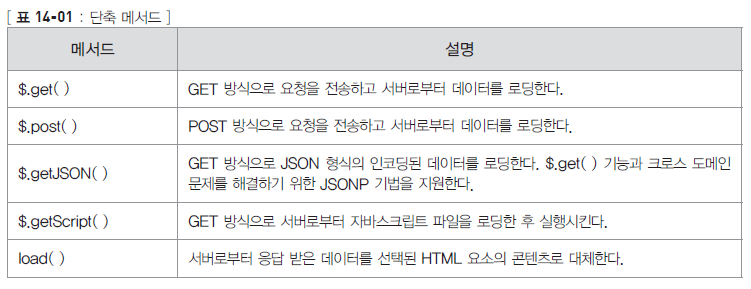 [ 표 14-01 : 단축 메서드 ]
메서드 설명
$.get( ) GET 방식으로 요청을 전송하고 서버로부터 데이터를 로딩한다.
$.post( ) POST 방식으로 요청을 전송하고 서버로부터 데이터를 로딩한다.
$.getJSON( ) GET 방식으로 JSON 형식의 인코딩된 데이터를 로딩한다. $.get( ) 기능과 크로스 도메인
문제를 해결하기 위한 JSONP 기법을 지원한다.
$.getScript( ) GET 방식으로 서버로부터 자바스크립트 파일을 로딩한 후 실행시킨다.
load( ) 서버로부터 응답 받은 데이터를 선택된 HTML 요소의 콘텐츠로 대체한다.